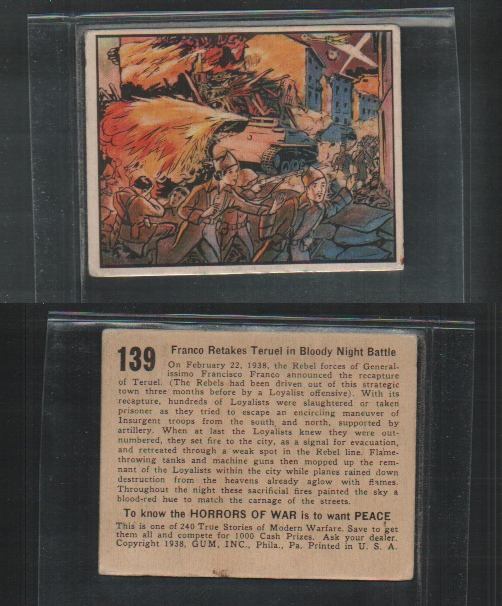 139
Franco Retakes Teruel in Bloody Night Battle
On February 22, 1938, the Rebel forces of General-
issimo Francisco Franco announced the recapture
of Teruel. (The Rebels had been driven out of this strategic
town three months before by a Loyalist offensive). With its
recapture, hundreds of Loyalists were slaughtered or taken
prisoner as they tried to escape an encircling maneuver of
Insurgent troops from the south and north, supported by
artillery. When at last the Loyalists knew they were out-
numbered, they set fire to the city, as a signal for evacuation,
and retreated through a weak spot in the Rebel line. Flame-
throwing tanks and machine guns then mopped up the rem-
nant of the Loyalists within the city while planes rained down
destruction from the heavens already aglow with flames.
Throughout the night these sacrificial fires painted the sky a
blood-red hue to match the carnage of the streets.
To know the HORRORS OF WAR is to want PEACE
This is one of 240 True Stories of Modern Warfare. Save to get
them all and compete for 1000 Cash Prizes. Ask your dealer.
Copyright 1938, GUM, INC., Phila., Pa. Printed in U. S. A.